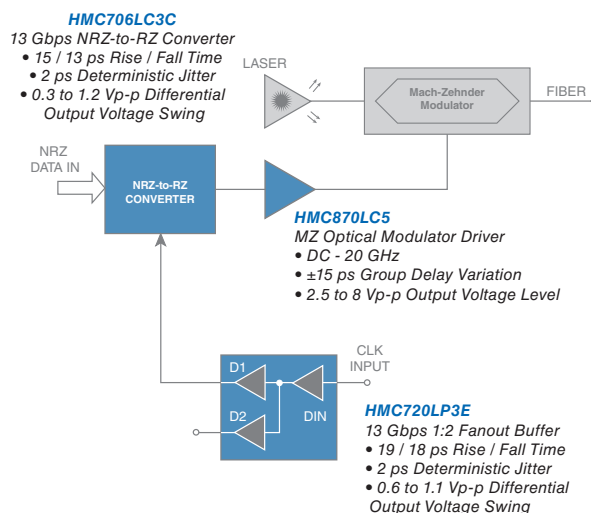 HMC706LC3C
13 Gbps NRZ-to-RZ Converter
• 15 / 13 ps Rise / Fall Time
• 2 ps Deterministic Jitter
• 0.3 to 1.2 Vp-p Differential
Output Voltage Swing
LASER
Mach-Zehnder
Modulator
FIBER
NRZ
DATA IN
NRZ-to-RZ
CONVERTER
HMC870LC5
MZ Optical Modulator Driver
• DC - 20 GHz
• ±15 ps Group Delay Variation
• 2.5 to 8 Vp-p Output Voltage Level
D1
D2
DIN
CLK
INPUT
HMC720LP3E
13 Gbps 1:2 Fanout Buffer
• 19 / 18 ps Rise / Fall Time
• 2 ps Deterministic Jitter
• 0.6 to 1.1 Vp-p Differential
Output Voltage Swing